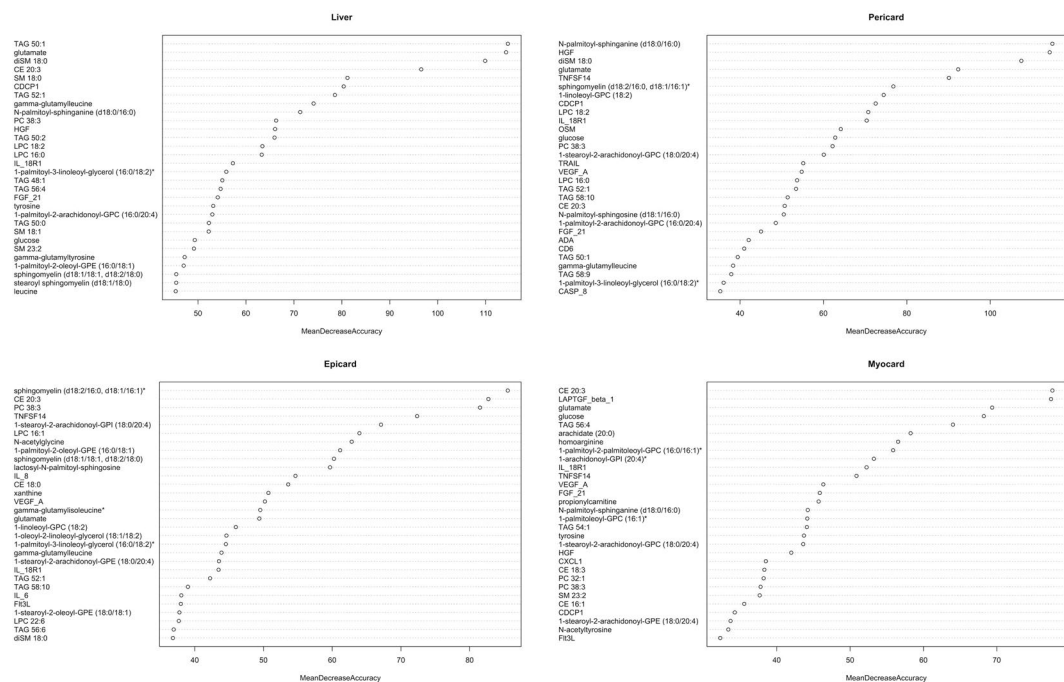 Liver
TAG 50:1
glutamate
diSM 18:0
CE 20:3
SM 18:0
CDCP1
TAG 52:1
gamma-glutamylleucine
N-palmitoyl-sphinganine (d18:0/16:0)
PC 38:3
HGF
TAG 50:2
LPC 18:2
LPC 16:0
IL_18R1
1-palmitoyl-3-linoleoyl-glycerol (16:0/18:2)*
TAG 48:1
TAG 56:4
FGF_21
tyrosine
1-palmitoyl-2-arachidonoyl-GPC (16:0/20:4)
TAG 50:0
SM 18:1
glucose
SM 23:2
gamma-glutamyltyrosine
1-palmitoyl-2-oleoyl-GPE (16:0/18:1)
sphingomyelin (d18:1/18:1, d18:2/18:0)
stearoyl sphingomyelin (d18:1/18:0)
leucine
50 60 70 80 90 100 110
MeanDecreaseAccuracy
Pericard
N-palmitoyl-sphinganine (d18:0/16:0)
HGF
diSM 18:0
glutamate
TNFSF14
sphingomyelin (d18:2/16:0, d18:1/16:1)*
1-linoleoyl-GPC (18:2)
CDCP1
LPC 18:2
IL_18R1
OSM
glucose
PC 38:3
1-stearoyl-2-arachidonoyl-GPC (18:0/20:4)
TRAIL
VEGF_A
LPC 16:0
TAG 52:1
TAG 58:10
CE 20:3
N-palmitoyl-sphingosine (d18:1/16:0)
1-palmitoyl-2-arachidonoyl-GPC (16:0/20:4)
FGF_21
ADA
CD6
TAG 50:1
gamma-glutamylleucine
TAG 58:9
1-palmitoyl-3-linoleoyl-glycerol (16:0/18:2)*
CASP_8
40 60 80 100
MeanDecreaseAccuracy
Epicard
sphingomyelin (d18:2/16:0, d18:1/16:1)*
CE 20:3
PC 38:3
TNFSF14
1-stearoyl-2-arachidonoyl-GPI (18:0/20:4)
LPC 16:1
N-acetylglycine
1-palmitoyl-2-oleoyl-GPE (16:0/18:1)
sphingomyelin (d18:1/18:1, d18:2/18:0)
lactosyl-N-palmitoyl-sphingosine
IL_8
CE 18:0
xanthine
VEGF_A
gamma-glutamylisoleucine*
glutamate
1-linoleoyl-GPC (18:2)
1-oleoyl-2-linoleoyl-glycerol (18:1/18:2)
1-palmitoyl-3-linoleoyl-glycerol (16:0/18:2)*
gamma-glutamylleucine
1-stearoyl-2-arachidonoyl-GPE (18:0/20:4)
IL_18R1
TAG 52:1
TAG 58:10
IL_6
Flt3L
1-stearoyl-2-oleoyl-GPE (18:0/18:1)
LPC 22:6
TAG 56:6
diSM 18:0
40 50 60 70 80
MeanDecreaseAccuracy
Myocard
CE 20:3
LAPTGF_beta_1
glutamate
glucose
TAG 56:4
arachidate (20:0)
homoarginine
1-palmitoyl-2-palmitoleoyl-GPC (16:0/16:1)*
1-arachidonoyl-GPI (20:4)*
IL_18R1
TNFSF14
VEGF_A
FGF_21
propionylcarnitine
N-palmitoyl-sphinganine (d18:0/16:0)
1-palmitoleoyl-GPC (16:1)*
TAG 54:1
tyrosine
1-stearoyl-2-arachidonoyl-GPC (18:0/20:4)
HGF
CXCL1
CE 18:3
PC 32:1
PC 38:3
SM 23:2
CE 16:1
CDCP1
1-stearoyl-2-arachidonoyl-GPE (18:0/20:4)
N-acetyltyrosine
Flt3L
40 50 60 70
MeanDecreaseAccuracy